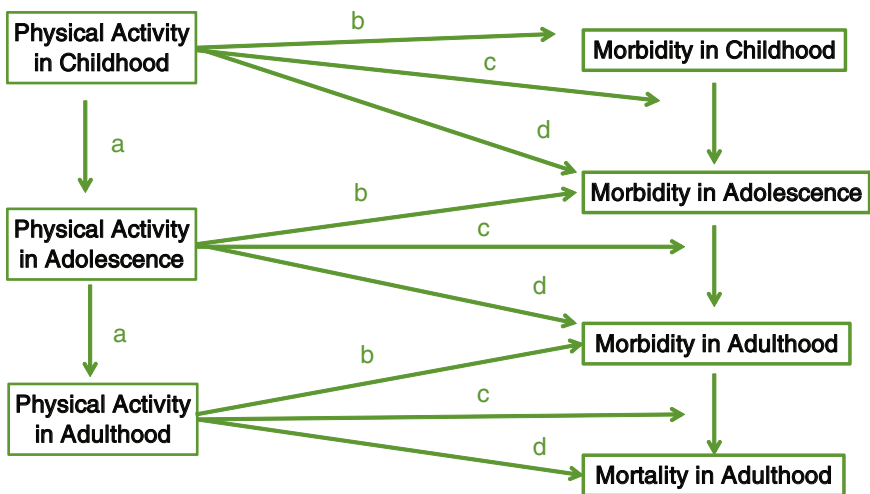 Physical Activity
in Childhood
b
Morbidity in Childhood
c
a
d
Morbidity in Adolescence
b
Physical Activity
in Adolescence
c
d
a
Morbidity in Adulthood
b
Physical Activity
in Adulthood
c
d
Mortality in Adulthood